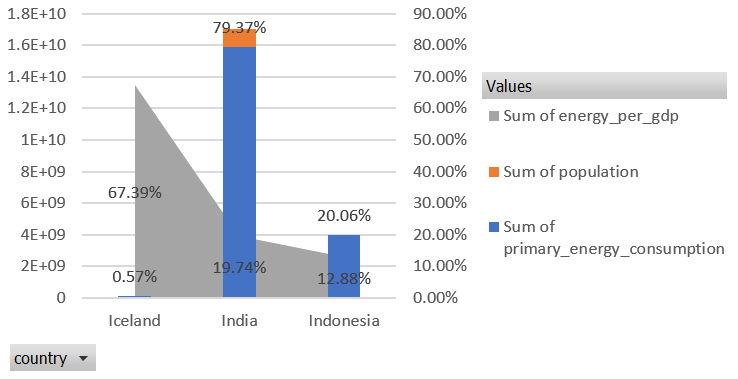 1.8E+10
1.6E+10
1.4E+10
1.2E+10
1E+10
8E+09
6E+09
4E+09
2E+09
0
90.00%
80.00%
70.00%
60.00%
50.00%
40.00%
30.00%
20.00%
10.00%
0.00%
79.37%
67.39%
20.06%
0.57%
19.74%
12.88%
Iceland
India
Indonesia
Values
Sum of energy_per_gdp
Sum of population
Sum of
primary_energy_consumption
country